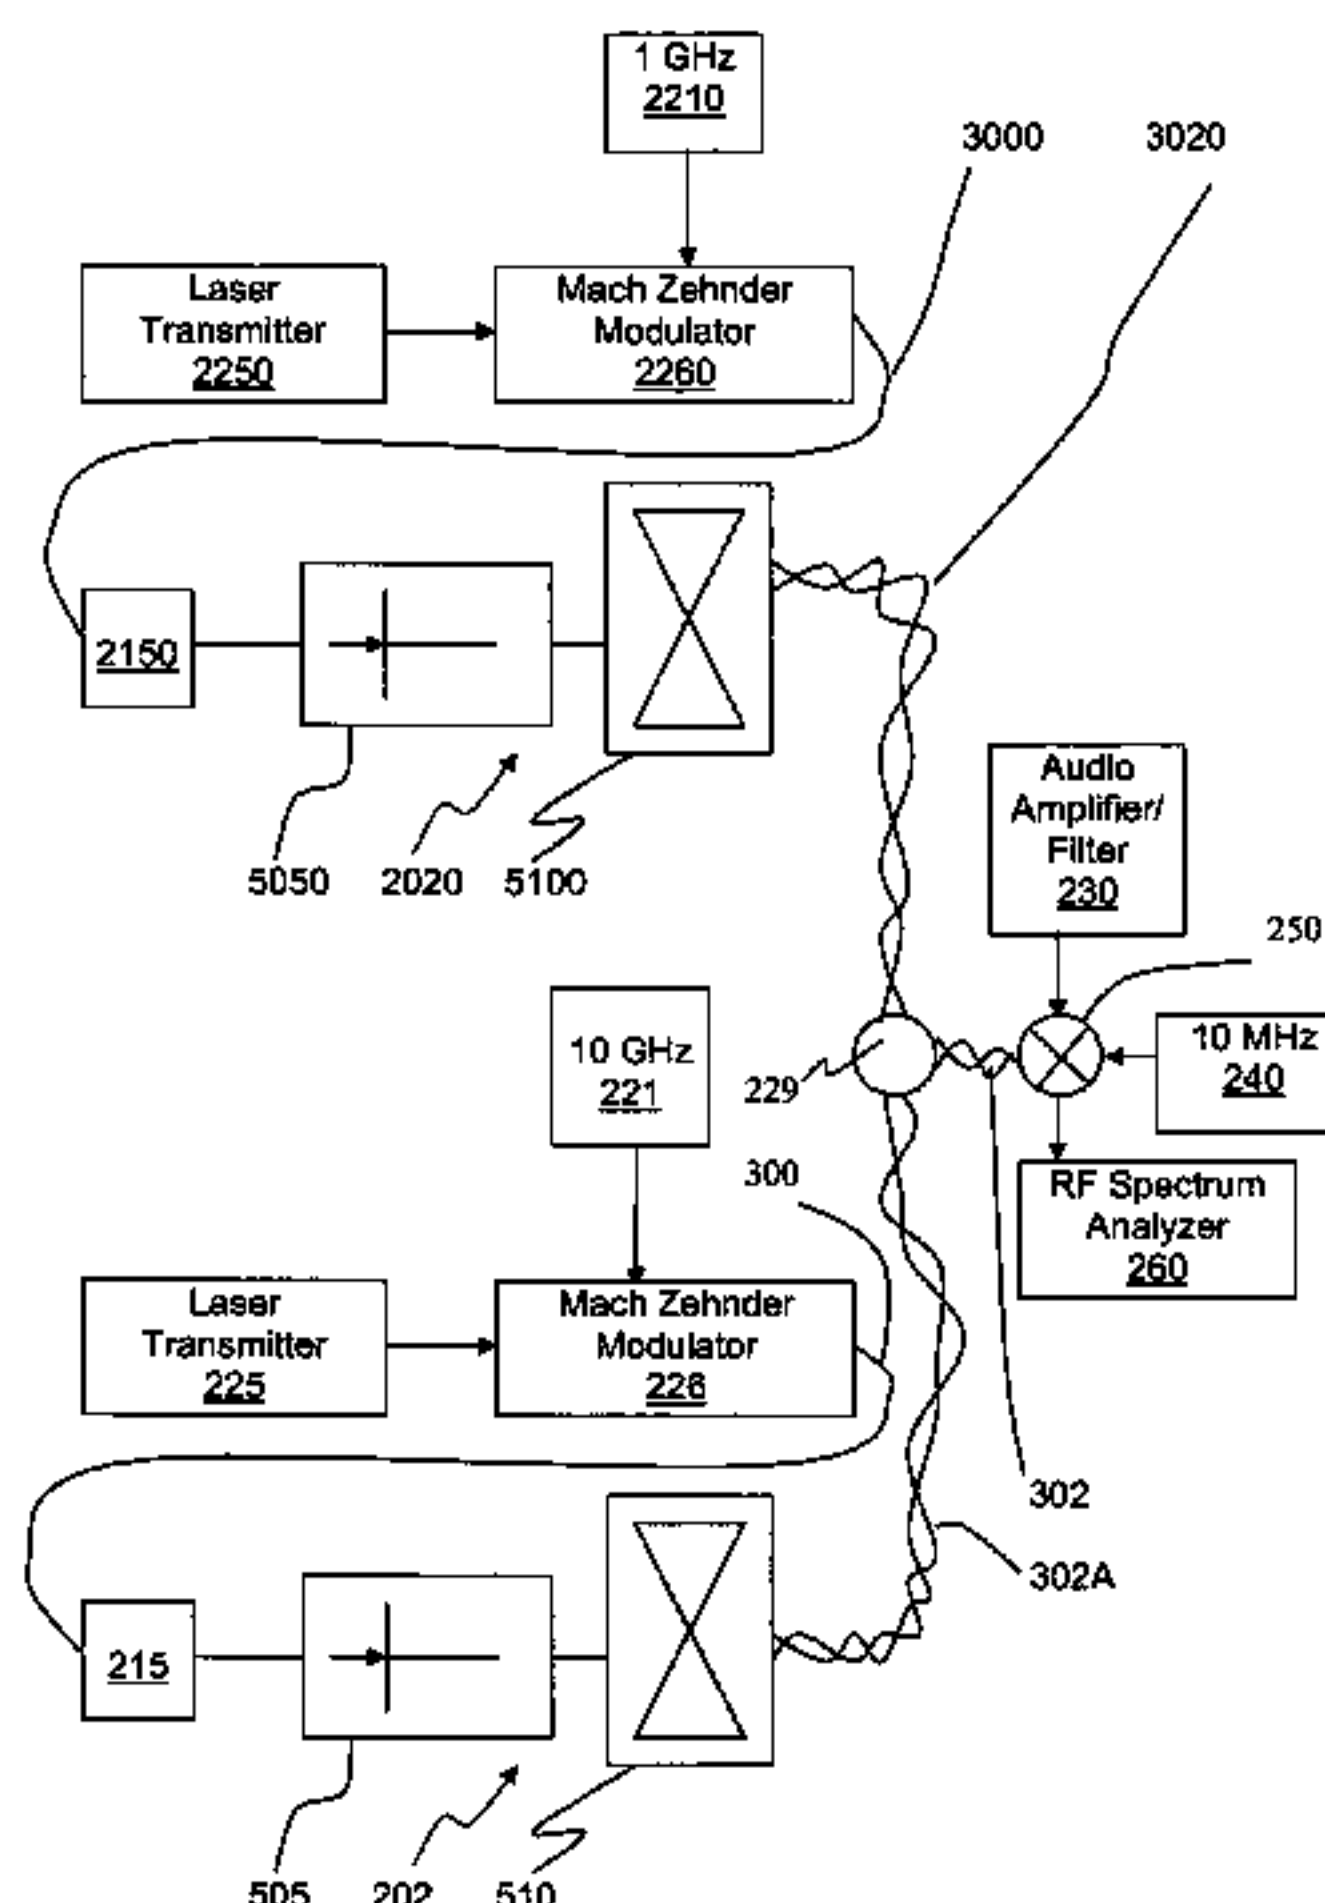 1 GHz
2210
3000
3020
Laser
Transmitter
2250
Mach Zehnder
Modulator
2260
2150
5050
2020
5100
Audio
Amplifier/
Filter
230
250
10 GHz
221
229
10 MHz
240
300
RF Spectrum
Analyzer
260
Laser
Transmitter
225
Mach Zehnder
Modulator
226
302
302A
215
505
202
510